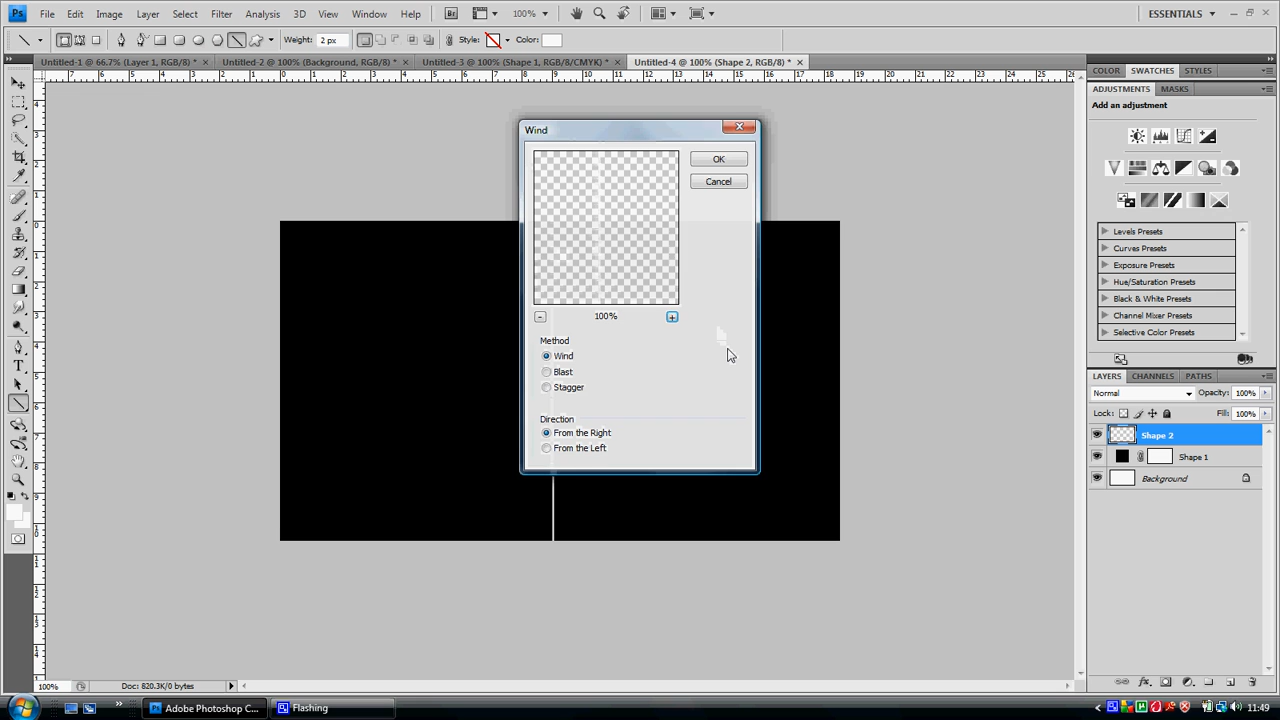 Ps File Edit Image Layer Select Filter Analysis 3D View Window Help Br 100% ESSENTIALS
Weight: 2 px Style: Color:
Untitled-1 @ 66.7% (Layer 1, RGB/8) * Untitled-2 @ 100% (Background, RGB/8) * Untitled-3 @ 100% (Shape 1, RGB/8/CMYK) * Untitled-4 @ 100% (Shape 2, RGB/8) *
COLOR SWATCHES STYLES
ADJUSTMENTS MASKS
Add an adjustment
Levels Presets
Curves Presets
Exposure Presets
Hue/Saturation Presets
Black & White Presets
Channel Mixer Presets
Selective Color Presets
Wind
OK
Cancel
100%
Method
Wind
Blast
Stagger
Direction
From the Right
From the Left
LAYERS CHANNELS PATHS
Normal Opacity: 100%
Lock: Fill: 100%
Shape 2
Shape 1
Background
100% Doc: 820.3K/0 bytes
Ps Adobe Photoshop C... Flashing 11:49